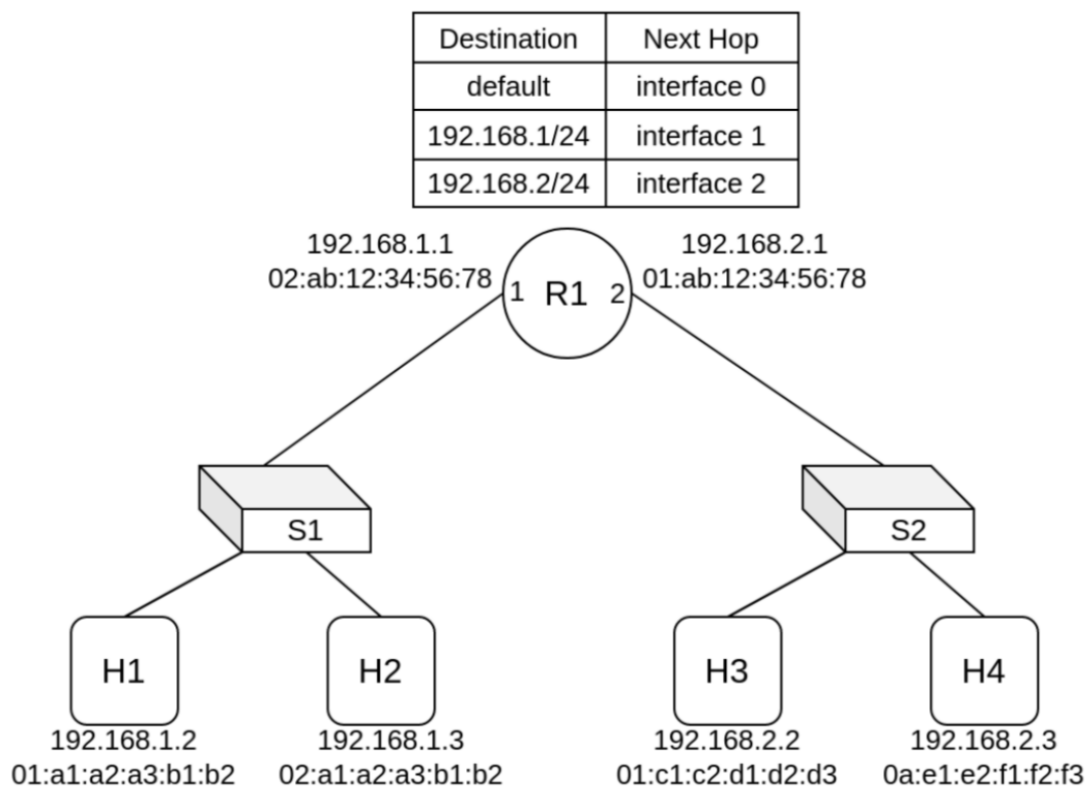 Destination Next Hop
default interface 0
192.168.1/24 interface 1
192.168.2/24 interface 2
192.168.1.1 192.168.2.1
02:ab:12:34:56:78 01:ab:12:34:56:78
1 R1 2
S1 S2
H1 H2 H3 H4
192.168.1.2 192.168.1.3 192.168.2.2 192.168.2.3
01:a1:a2:a3:b1:b2 02:a1:a2:a3:b1:b2 01:c1:c2:d1:d2:d3 0a:e1:e2:f1:f2:f3